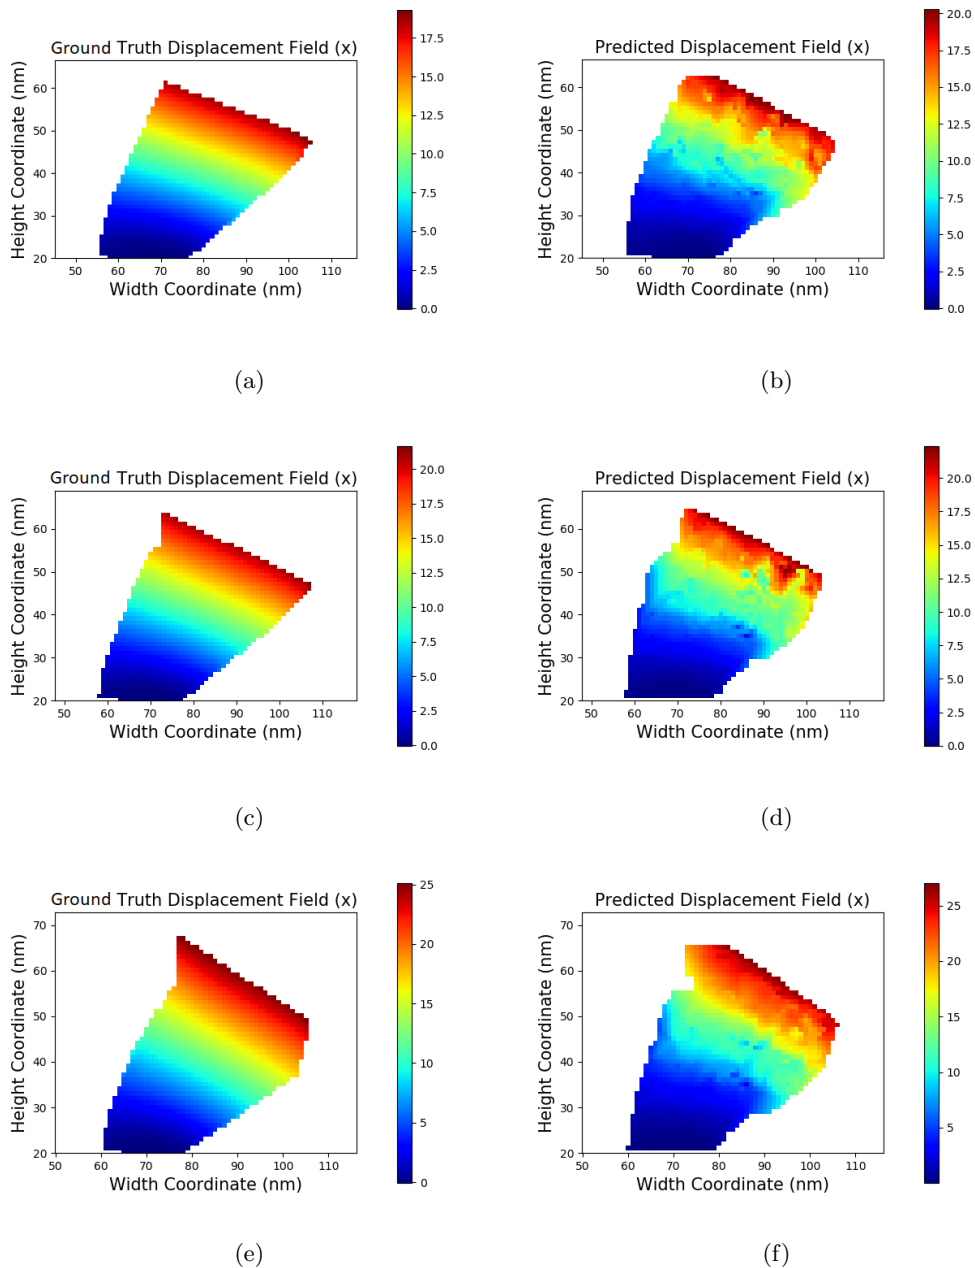 Ground Truth Displacement Field (x)
Height Coordinate (nm)
60
50
40
30
20
50 60 70 80 90 100 110
Width Coordinate (nm)
17.5
15.0
12.5
10.0
7.5
5.0
2.5
0.0
(a)
Predicted Displacement Field (x)
Height Coordinate (nm)
60
50
40
30
20
50 60 70 80 90 100 110
Width Coordinate (nm)
20.0
17.5
15.0
12.5
10.0
7.5
5.0
2.5
0.0
(b)
Ground Truth Displacement Field (x)
Height Coordinate (nm)
60
50
40
30
20
50 60 70 80 90 100 110
Width Coordinate (nm)
20.0
17.5
15.0
12.5
10.0
7.5
5.0
2.5
0.0
(c)
Predicted Displacement Field (x)
Height Coordinate (nm)
60
50
40
30
20
50 60 70 80 90 100 110
Width Coordinate (nm)
20.0
17.5
15.0
12.5
10.0
7.5
5.0
2.5
0.0
(d)
Ground Truth Displacement Field (x)
Height Coordinate (nm)
70
60
50
40
30
20
50 60 70 80 90 100 110
Width Coordinate (nm)
25
20
15
10
5
0
(e)
Predicted Displacement Field (x)
Height Coordinate (nm)
70
60
50
40
30
20
50 60 70 80 90 100 110
Width Coordinate (nm)
25
20
15
10
5
(f)